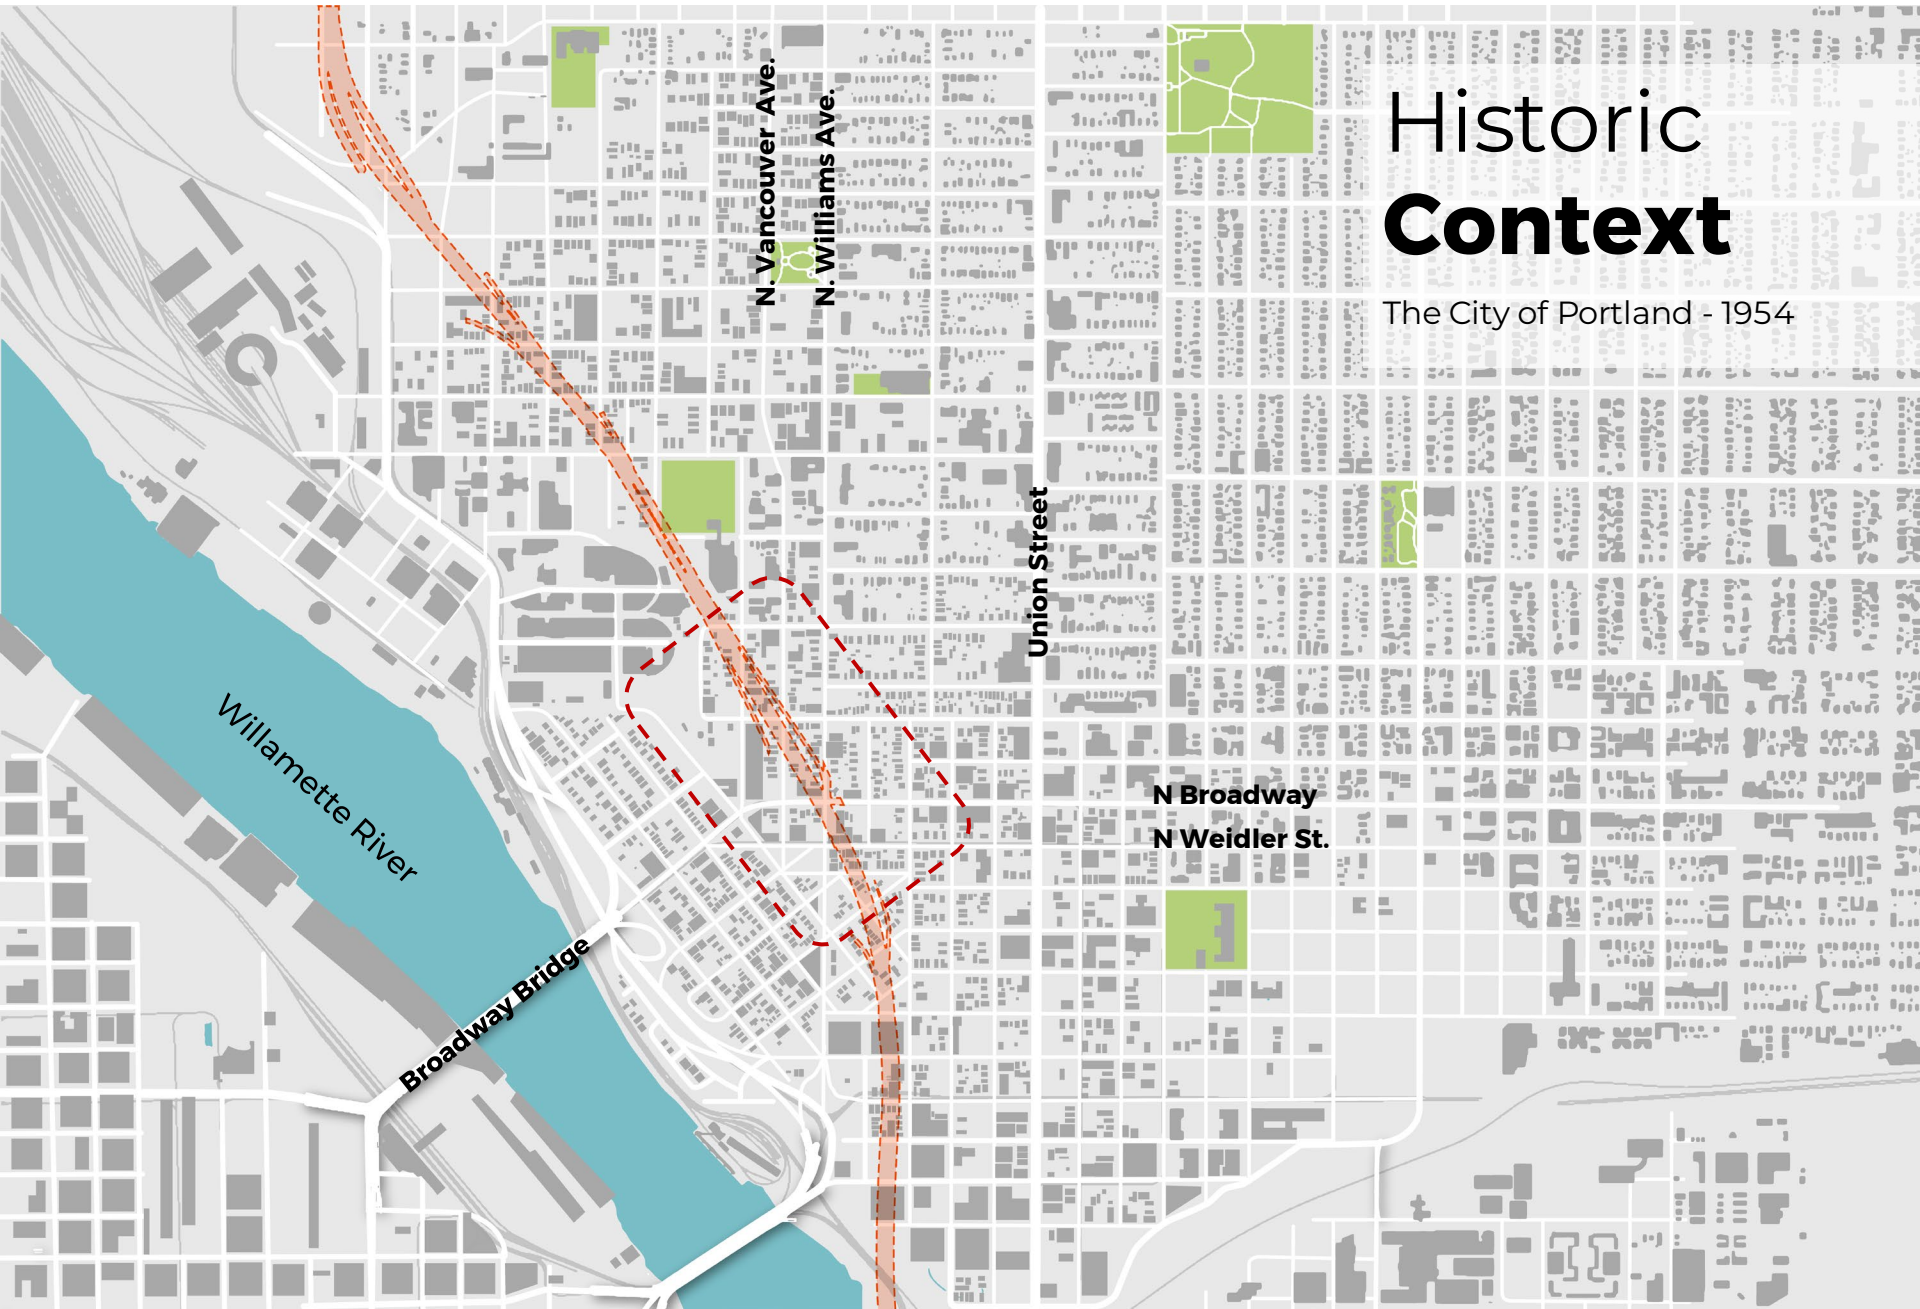 Historic
Context
The City of Portland - 1954
N. Vancouver Ave.
N. Williams Ave.
Union Street
N Broadway
N Weidler St.
Willamette River
Broadway Bridge